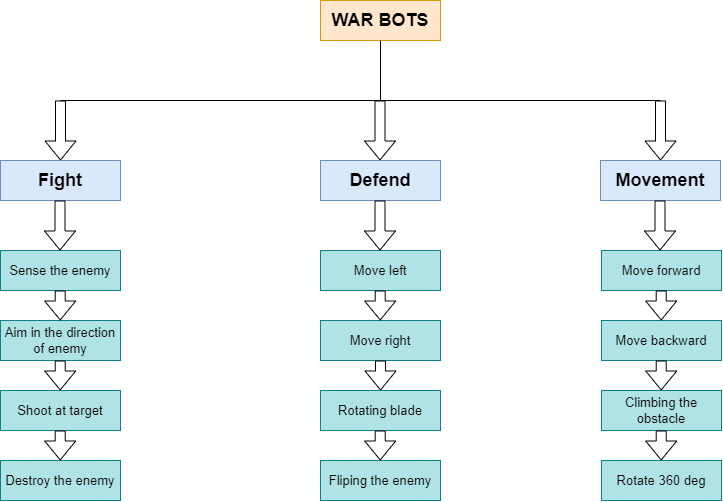 WAR BOTS
Fight
Defend
Movement
Sense the enemy
Move left
Move forward
Aim in the direction
of enemy
Move right
Move backward
Shoot at target
Rotating blade
Climbing the
obstacle
Destroy the enemy
Fliping the enemy
Rotate 360 deg